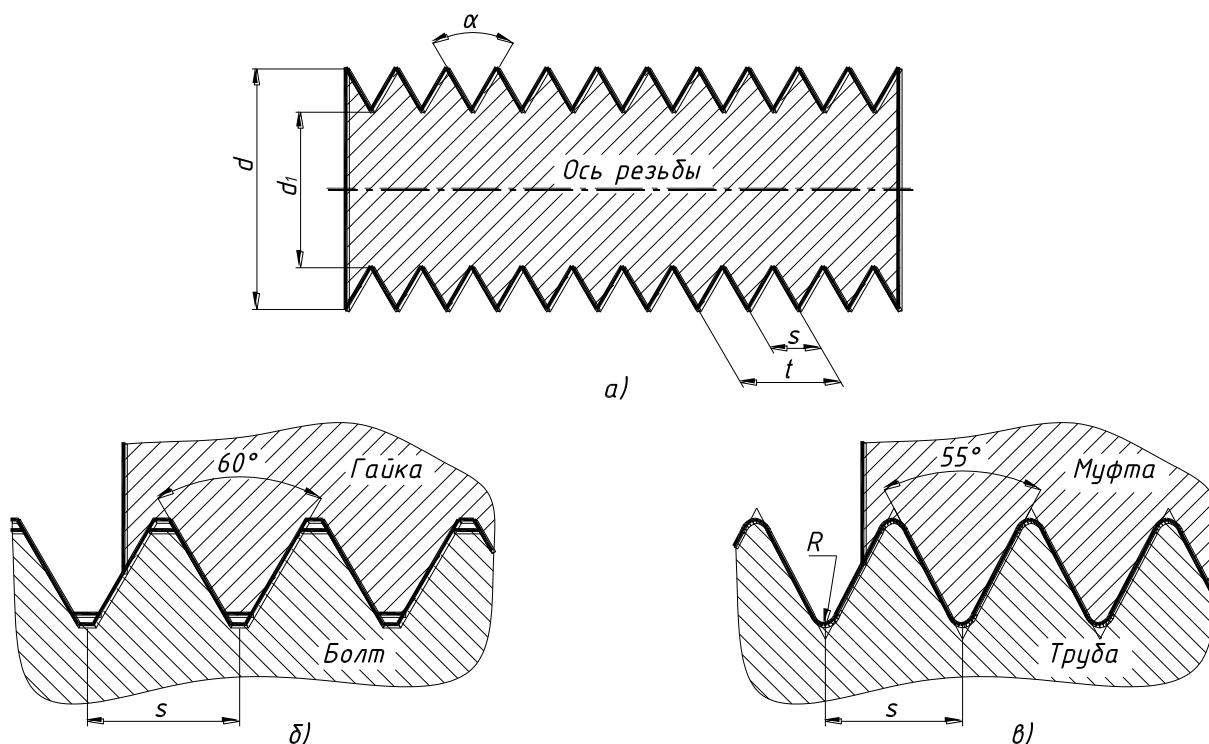 α
d
d₁
Ось резьбы
s
t
а)
60°
Гайка
Болт
s
б)
55°
Муфта
R
Труба
s
в)